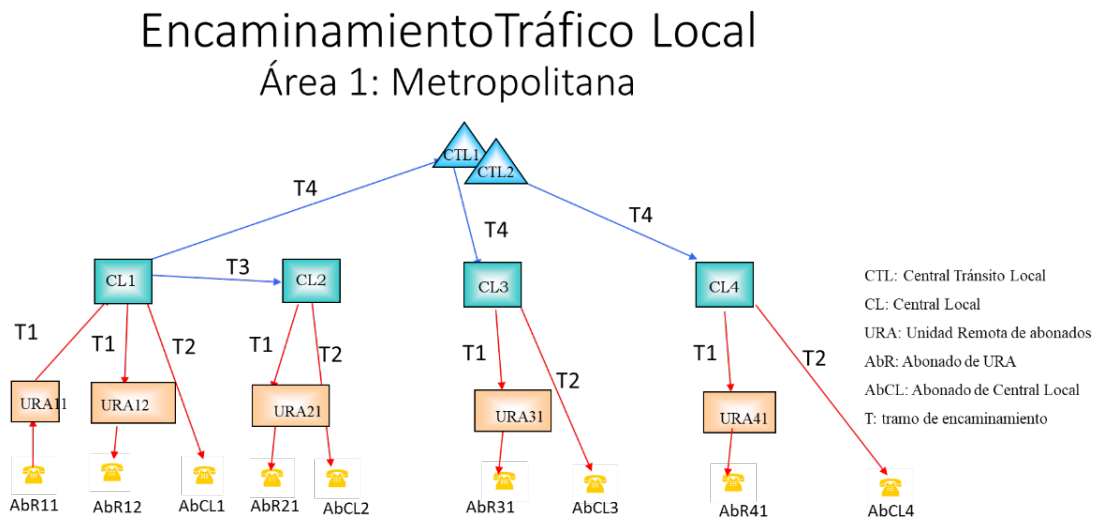 EncaminamientoTráfico Local
Área 1: Metropolitana
CTL1
CTL2
T4
T4
T4
T3
CL1
CL2
CL3
CL4
CTL: Central Tránsito Local
CL: Central Local
URA: Unidad Remota de abonados
AbR: Abonado de URA
AbCL: Abonado de Central Local
T: tramo de encaminamiento
T1
T1
T2
T1
T2
T1
T2
T1
T2
URA11
URA12
URA21
URA31
URA41
AbR11
AbR12
AbCL1
AbR21
AbCL2
AbR31
AbCL3
AbR41
AbCL4